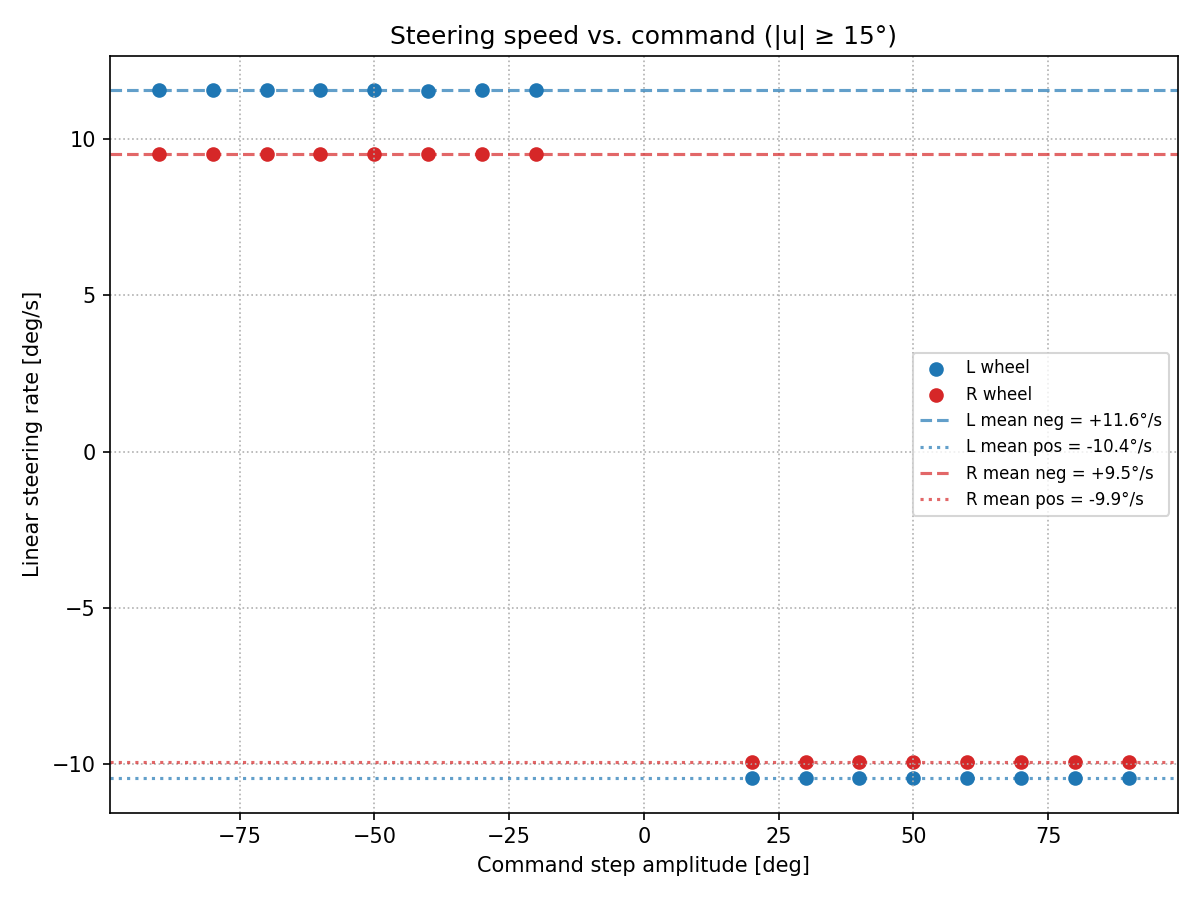 Steering speed vs. command (|u| ≥ 15°)
Linear steering rate [deg/s]
10
5
0
−5
−10
L wheel
R wheel
L mean neg = +11.6°/s
L mean pos = -10.4°/s
R mean neg = +9.5°/s
R mean pos = -9.9°/s
−75 −50 −25 0 25 50 75
Command step amplitude [deg]